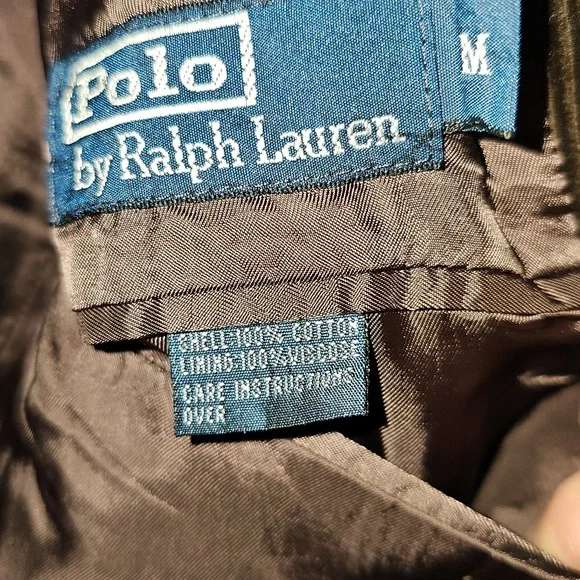 Polo
by Ralph Lauren
M
SHELL-100% COTTON
LINING-100% VISCOSE
CARE INSTRUCTIONS
OVER